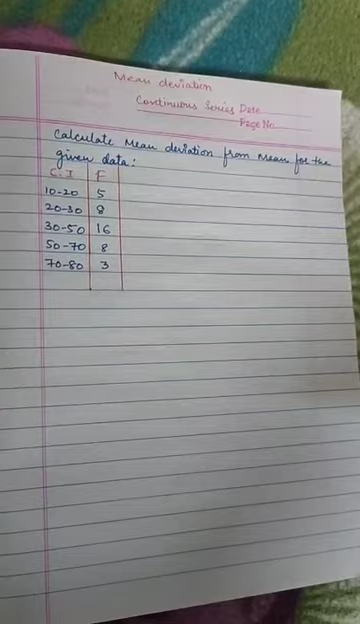 Mean deviation
Continuous Series Date
Page No.
Calculate Mean deviation from Mean for the
given data:
C.I F
10-20 5
20-30 8
30-50 16
50-70 8
70-80 3